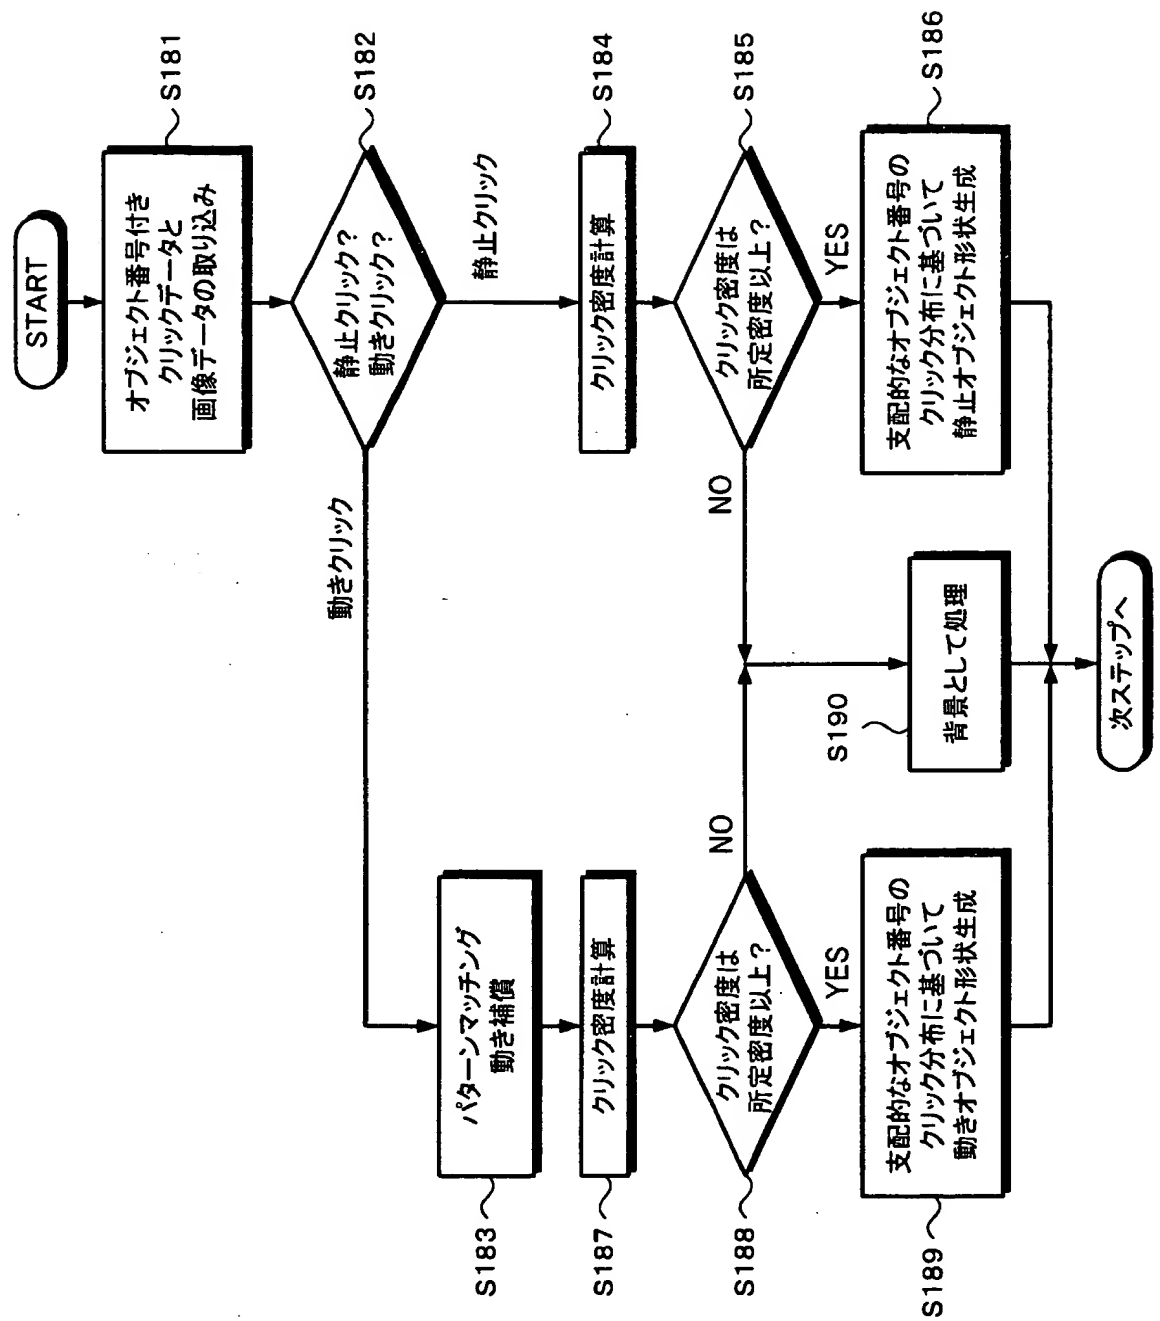 START
オブジェクト番号付き
クリックデータと
画像データの取り込み
S181
静止クリック?
動きクリック?
S182
動きクリック
静止クリック
パターンマッチング
動き補償
S183
クリック密度計算
S184
クリック密度計算
S187
クリック密度は
所定密度以上?
S185
NO
YES
クリック密度は
所定密度以上?
S188
NO
YES
支配的なオブジェクト番号の
クリック分布に基づいて
静止オブジェクト形状生成
S186
支配的なオブジェクト番号の
クリック分布に基づいて
動きオブジェクト形状生成
S189
背景として処理
S190
次ステップへ